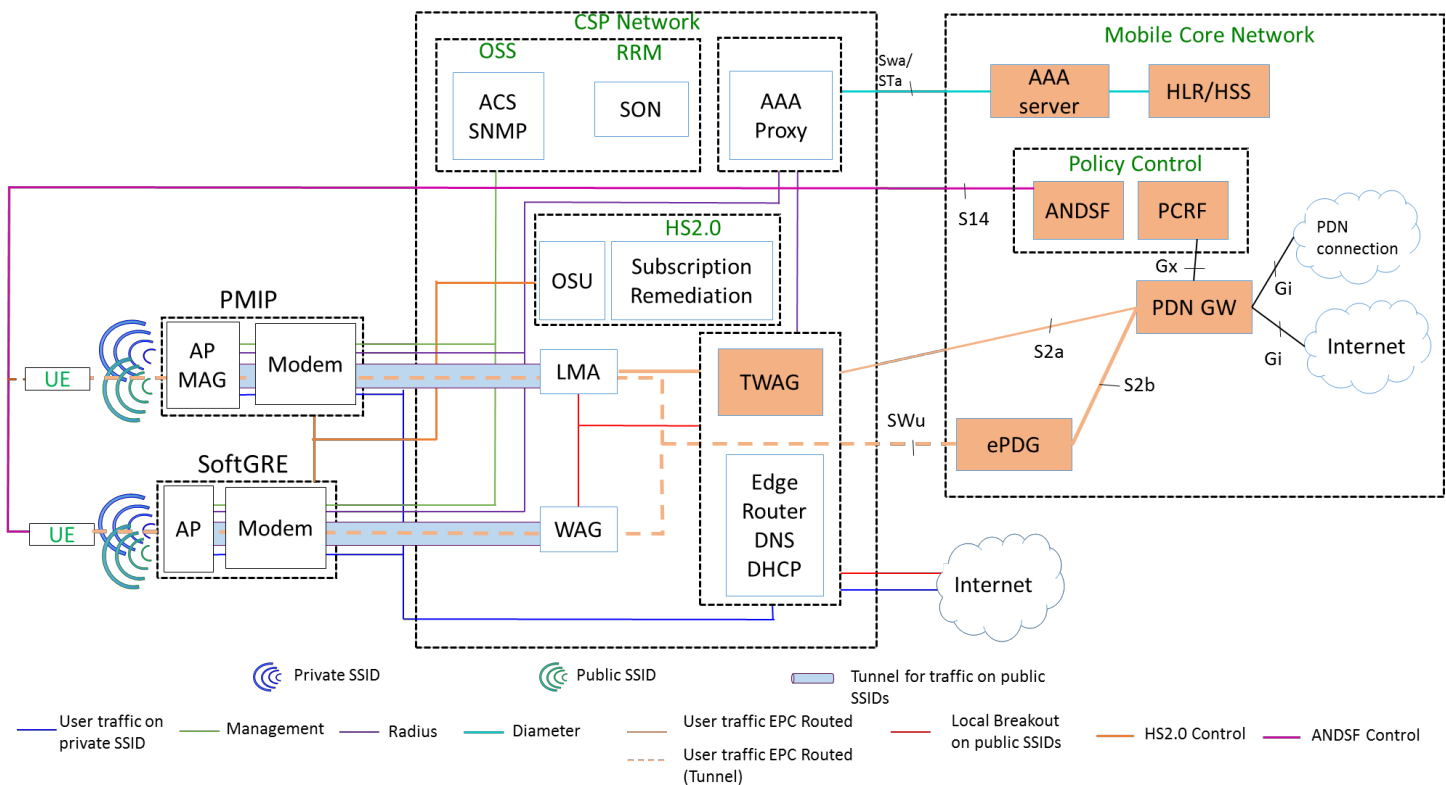 CSP Network
OSS
RRM
ACS
SNMP
SON
AAA
Proxy
Swa/
STa
Mobile Core Network
AAA
server
HLR/HSS
Policy Control
ANDSF
PCRF
S14
Gx
PDN
connection
Gi
PDN GW
Internet
Gi
HS2.0
OSU
Subscription
Remediation
PMIP
AP
MAG
Modem
UE
LMA
TWAG
S2a
S2b
SWu
ePDG
SoftGRE
AP
Modem
UE
WAG
Edge
Router
DNS
DHCP
Internet
Private SSID
Public SSID
Tunnel for traffic on public
SSIDs
User traffic on
private SSID
Management
Radius
Diameter
User traffic EPC Routed
User traffic EPC Routed
(Tunnel)
Local Breakout
on public SSIDs
HS2.0 Control
ANDSF Control